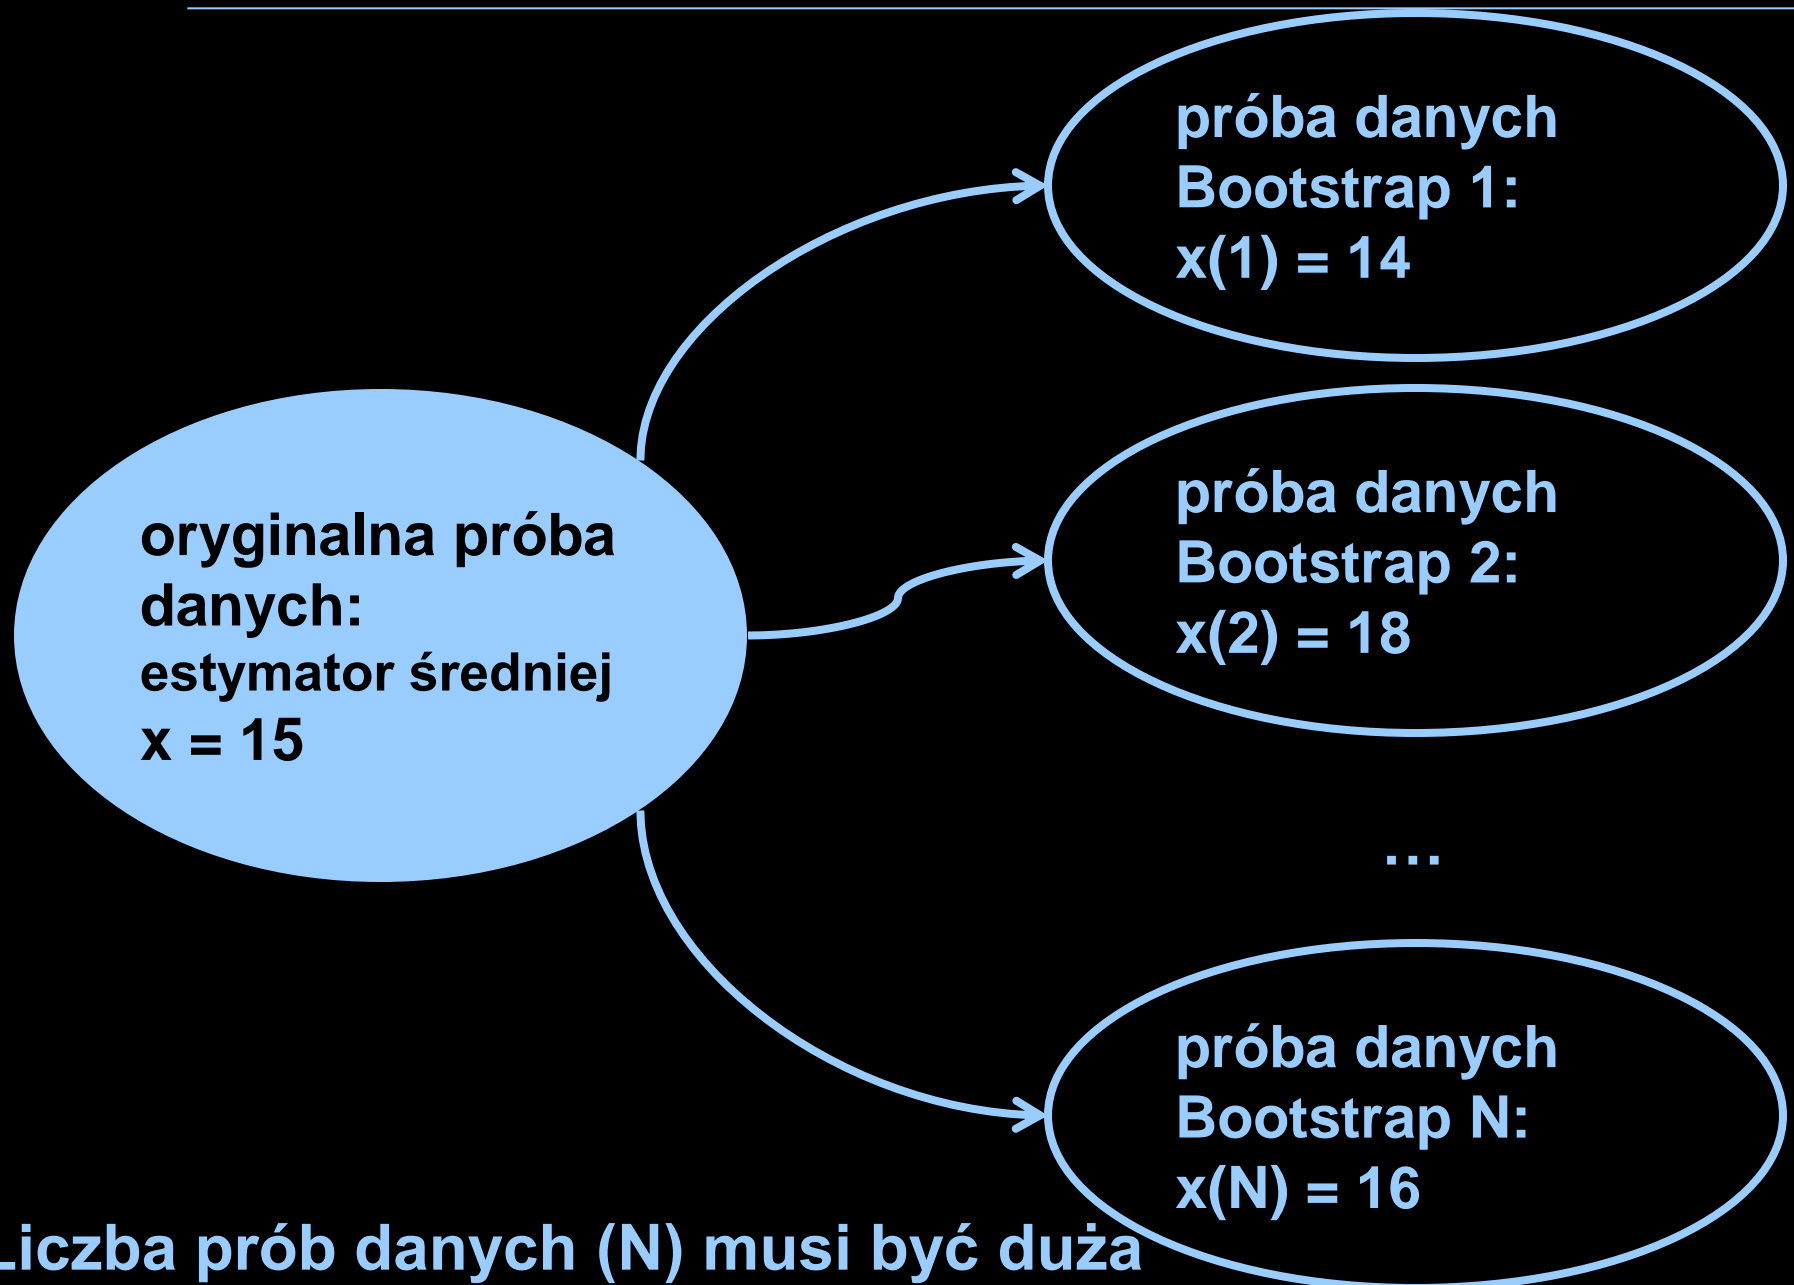 próba danych
Bootstrap 1:
x(1) = 14
oryginalna próba
danych:
estymator średniej
x = 15
próba danych
Bootstrap 2:
x(2) = 18
…
próba danych
Bootstrap N:
x(N) = 16
Liczba prób danych (N) musi być duża